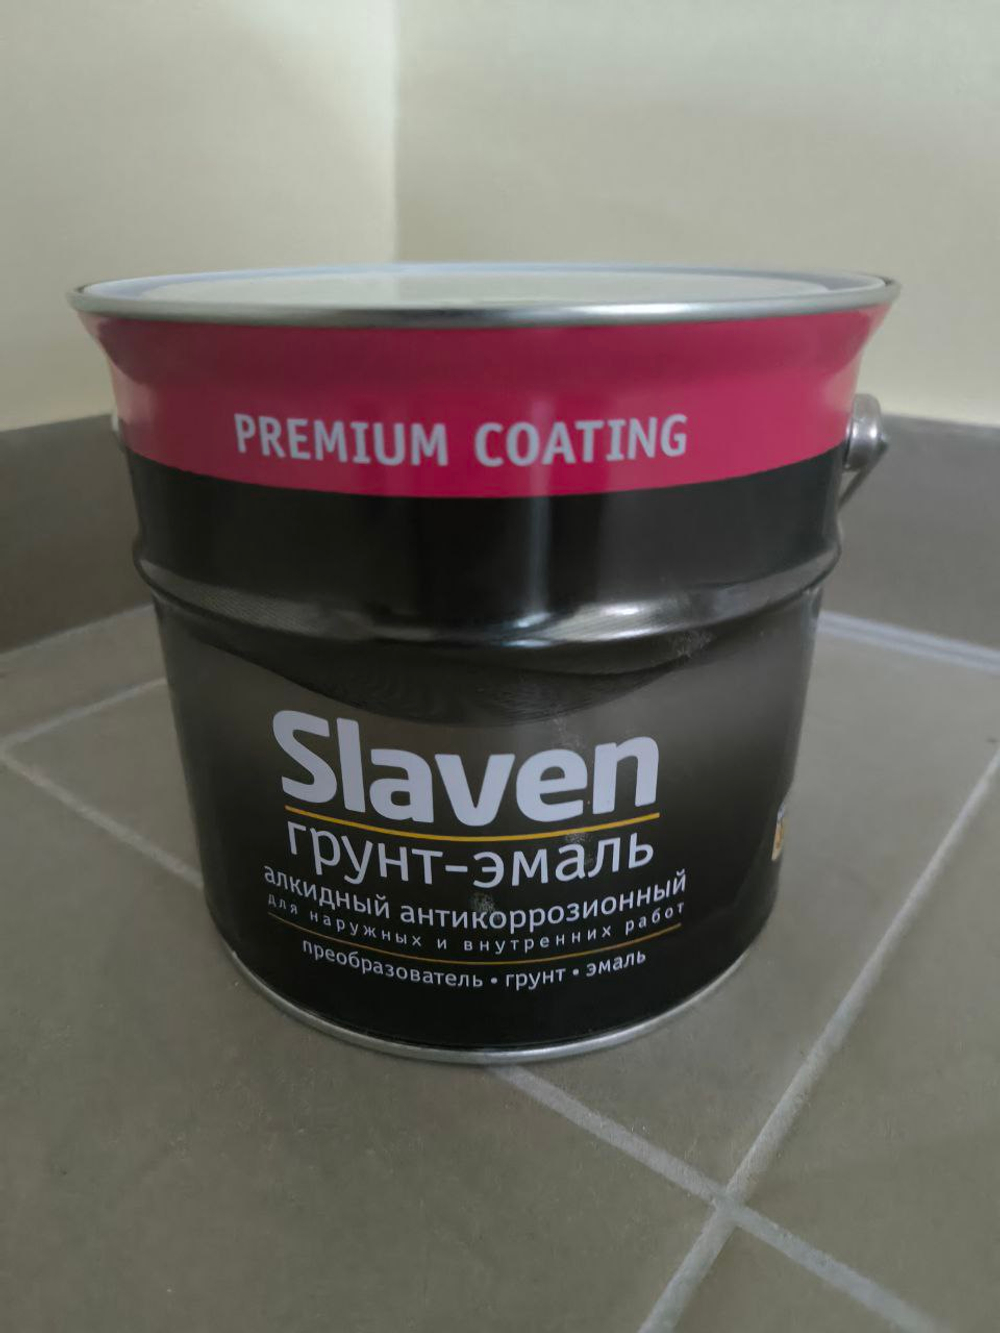 PREMIUM COATING
Slaven
грунт-эмаль
алкидный антикоррозионный
для наружных и внутренних работ
преобразователь • грунт • эмаль